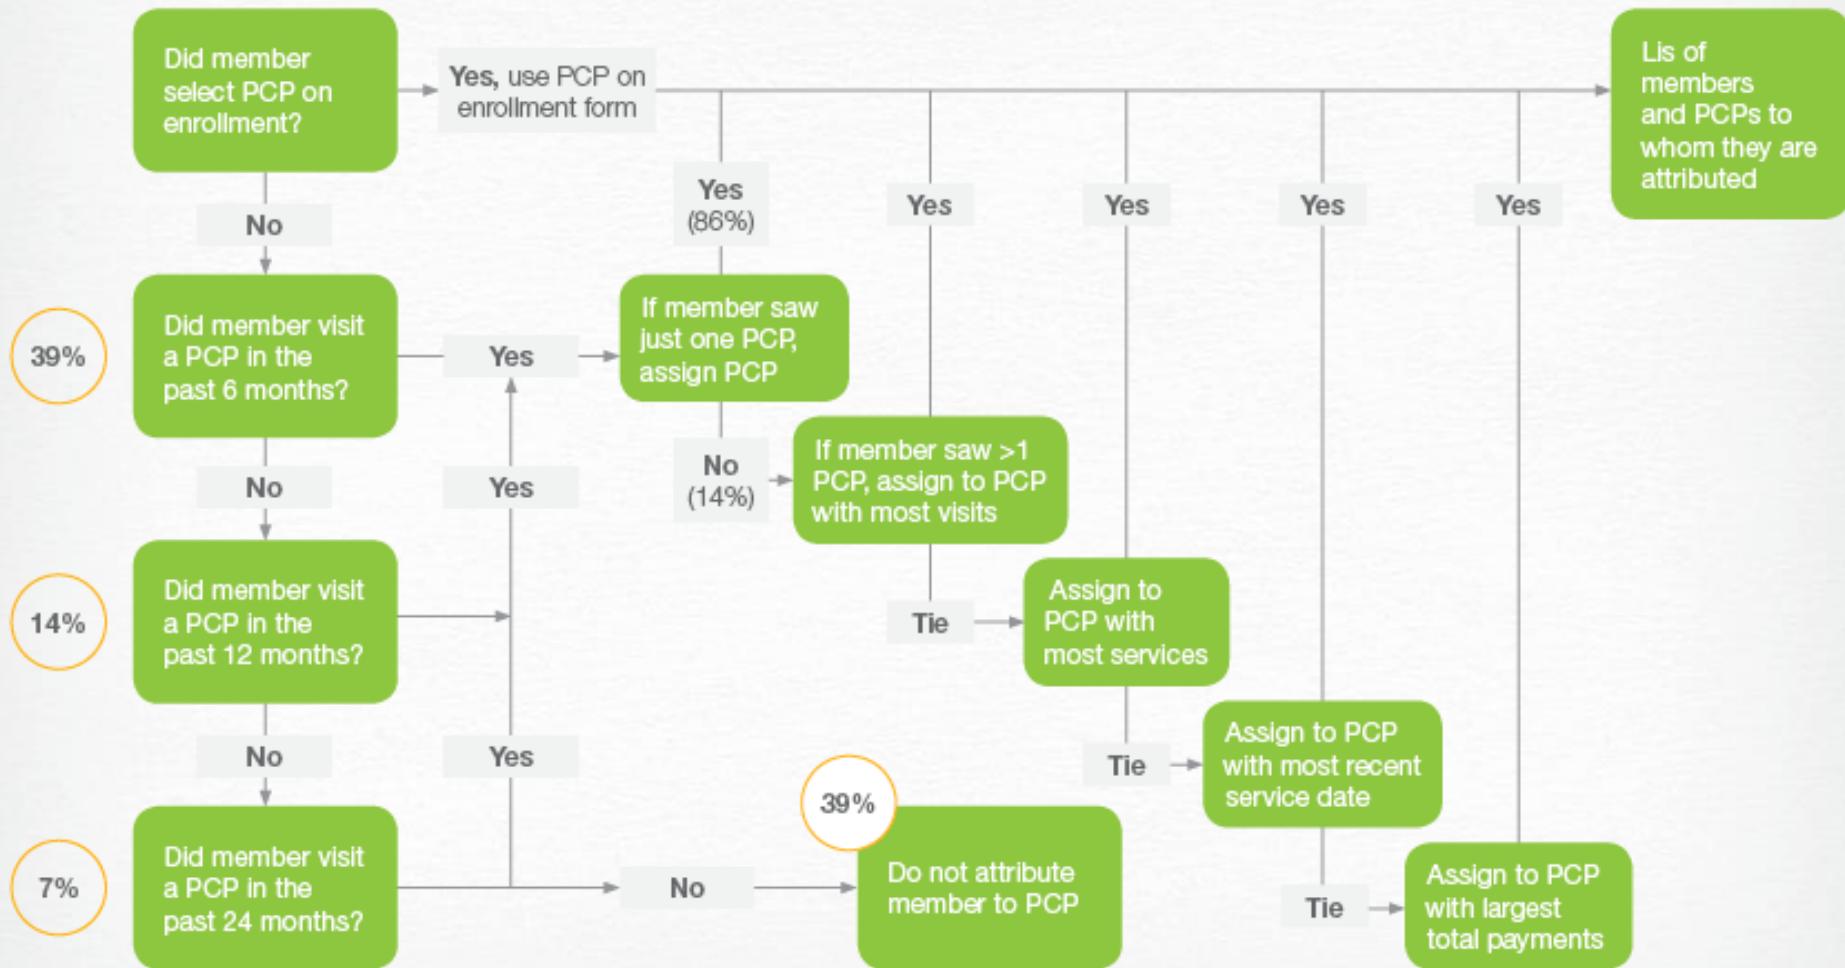 Did member
select PCP on
enrollment?
Yes, use PCP on
enrollment form
Lis of
members
and PCPs to
whom they are
attributed
No
Yes
(86%)
Yes
Yes
Yes
Yes
39%
Did member visit
a PCP in the
past 6 months?
Yes
If member saw
just one PCP,
assign PCP
No
Yes
No
(14%)
If member saw >1
PCP, assign to PCP
with most visits
14%
Did member visit
a PCP in the
past 12 months?
Tie
Assign to
PCP with
most services
No
Yes
Tie
Assign to PCP
with most recent
service date
7%
Did member visit
a PCP in the
past 24 months?
No
39%
Do not attribute
member to PCP
Tie
Assign to PCP
with largest
total payments